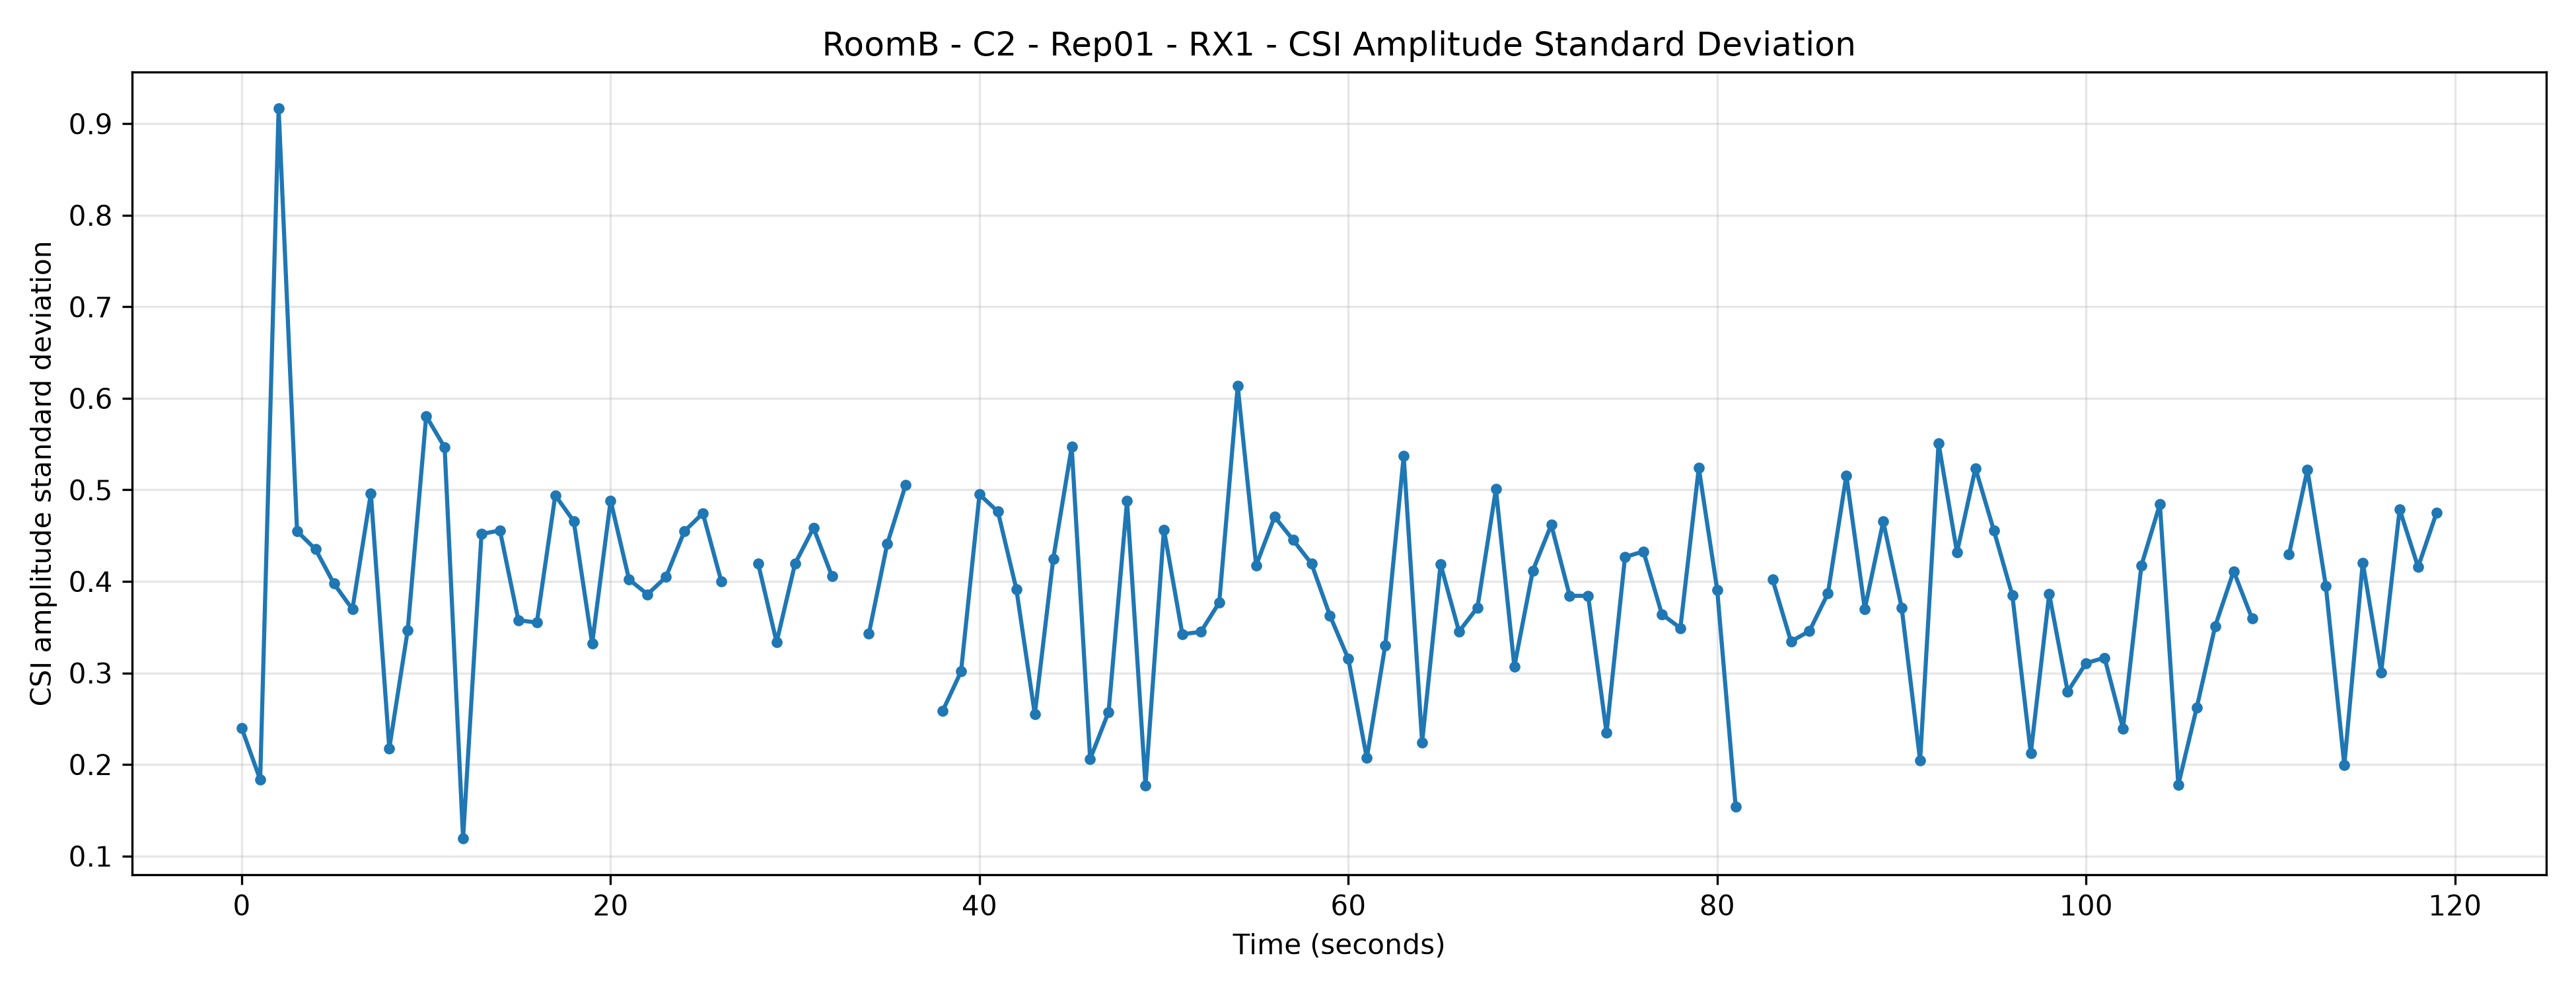 RoomB - C2 - Rep01 - RX1 - CSI Amplitude Standard Deviation
CSI amplitude standard deviation
0.9
0.8
0.7
0.6
0.5
0.4
0.3
0.2
0.1
0 20 40 60 80 100 120
Time (seconds)